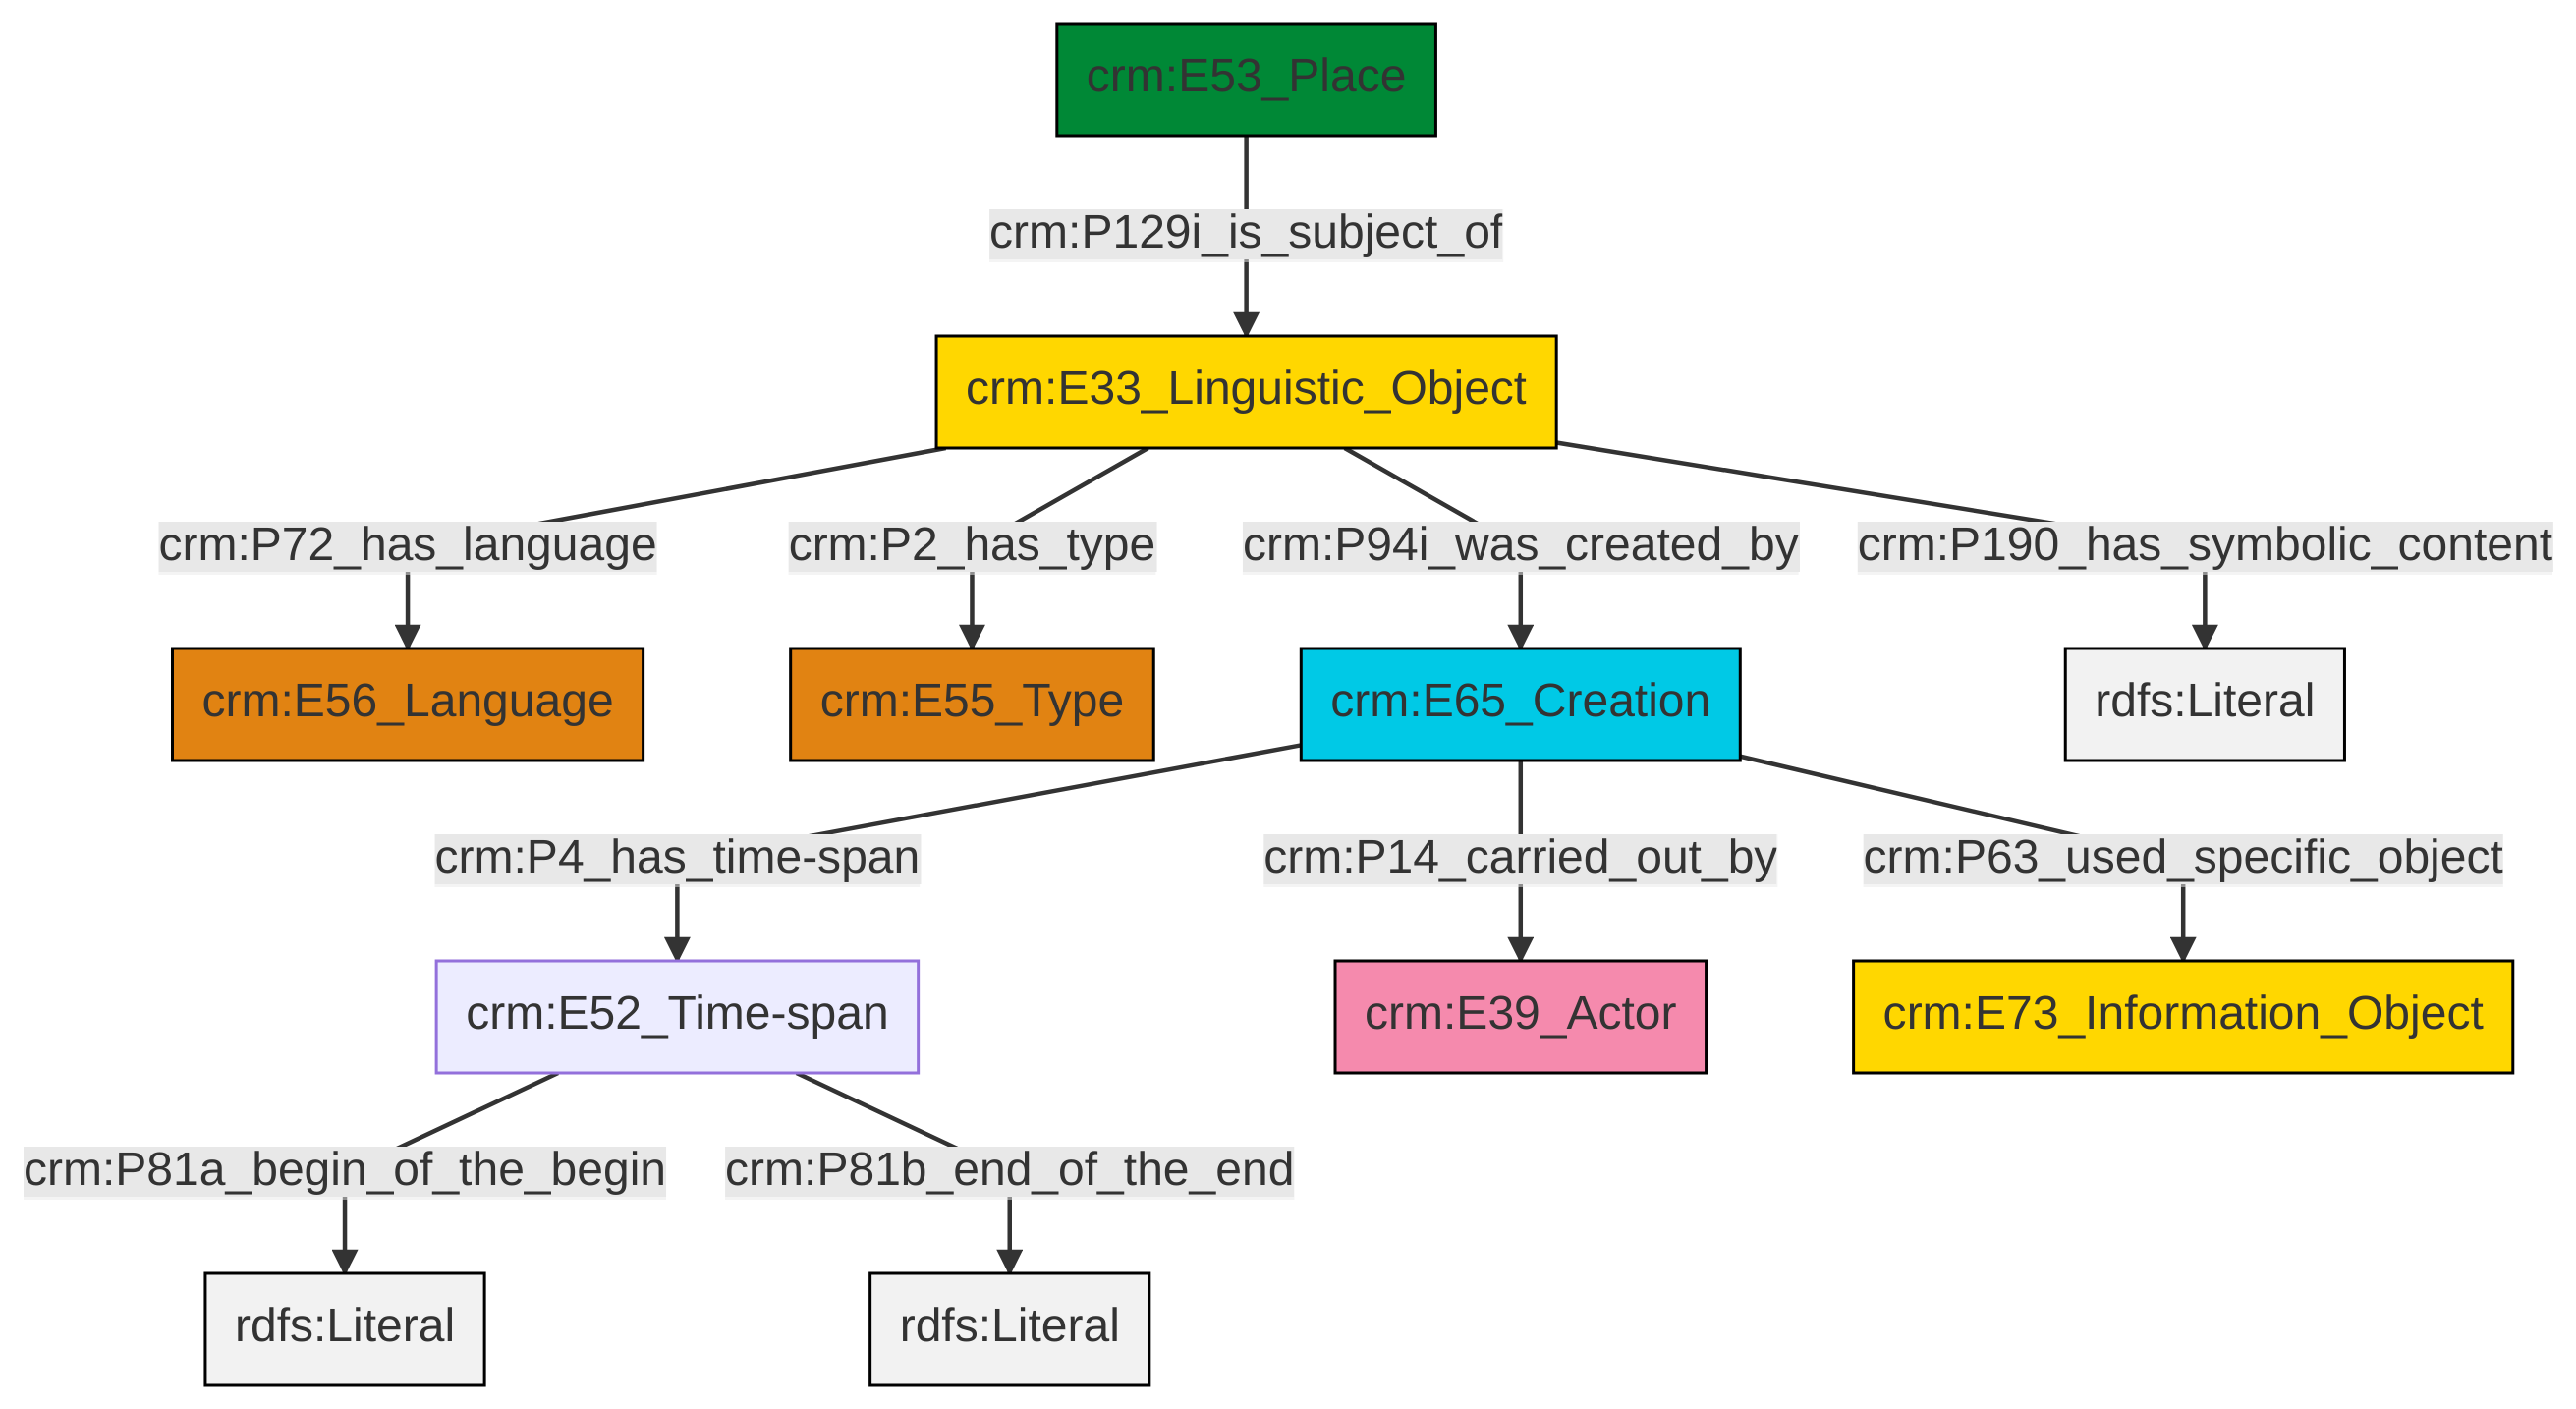 crm:E53_Place
crm:P129i_is_subject_of
crm:E33_Linguistic_Object
crm:P72_has_language
crm:P2_has_type
crm:P94i_was_created_by
crm:P190_has_symbolic_content
crm:E56_Language
crm:E55_Type
crm:E65_Creation
rdfs:Literal
crm:P4_has_time-span
crm:P14_carried_out_by
crm:P63_used_specific_object
crm:E52_Time-span
crm:E39_Actor
crm:E73_Information_Object
crm:P81a_begin_of_the_begin
crm:P81b_end_of_the_end
rdfs:Literal
rdfs:Literal